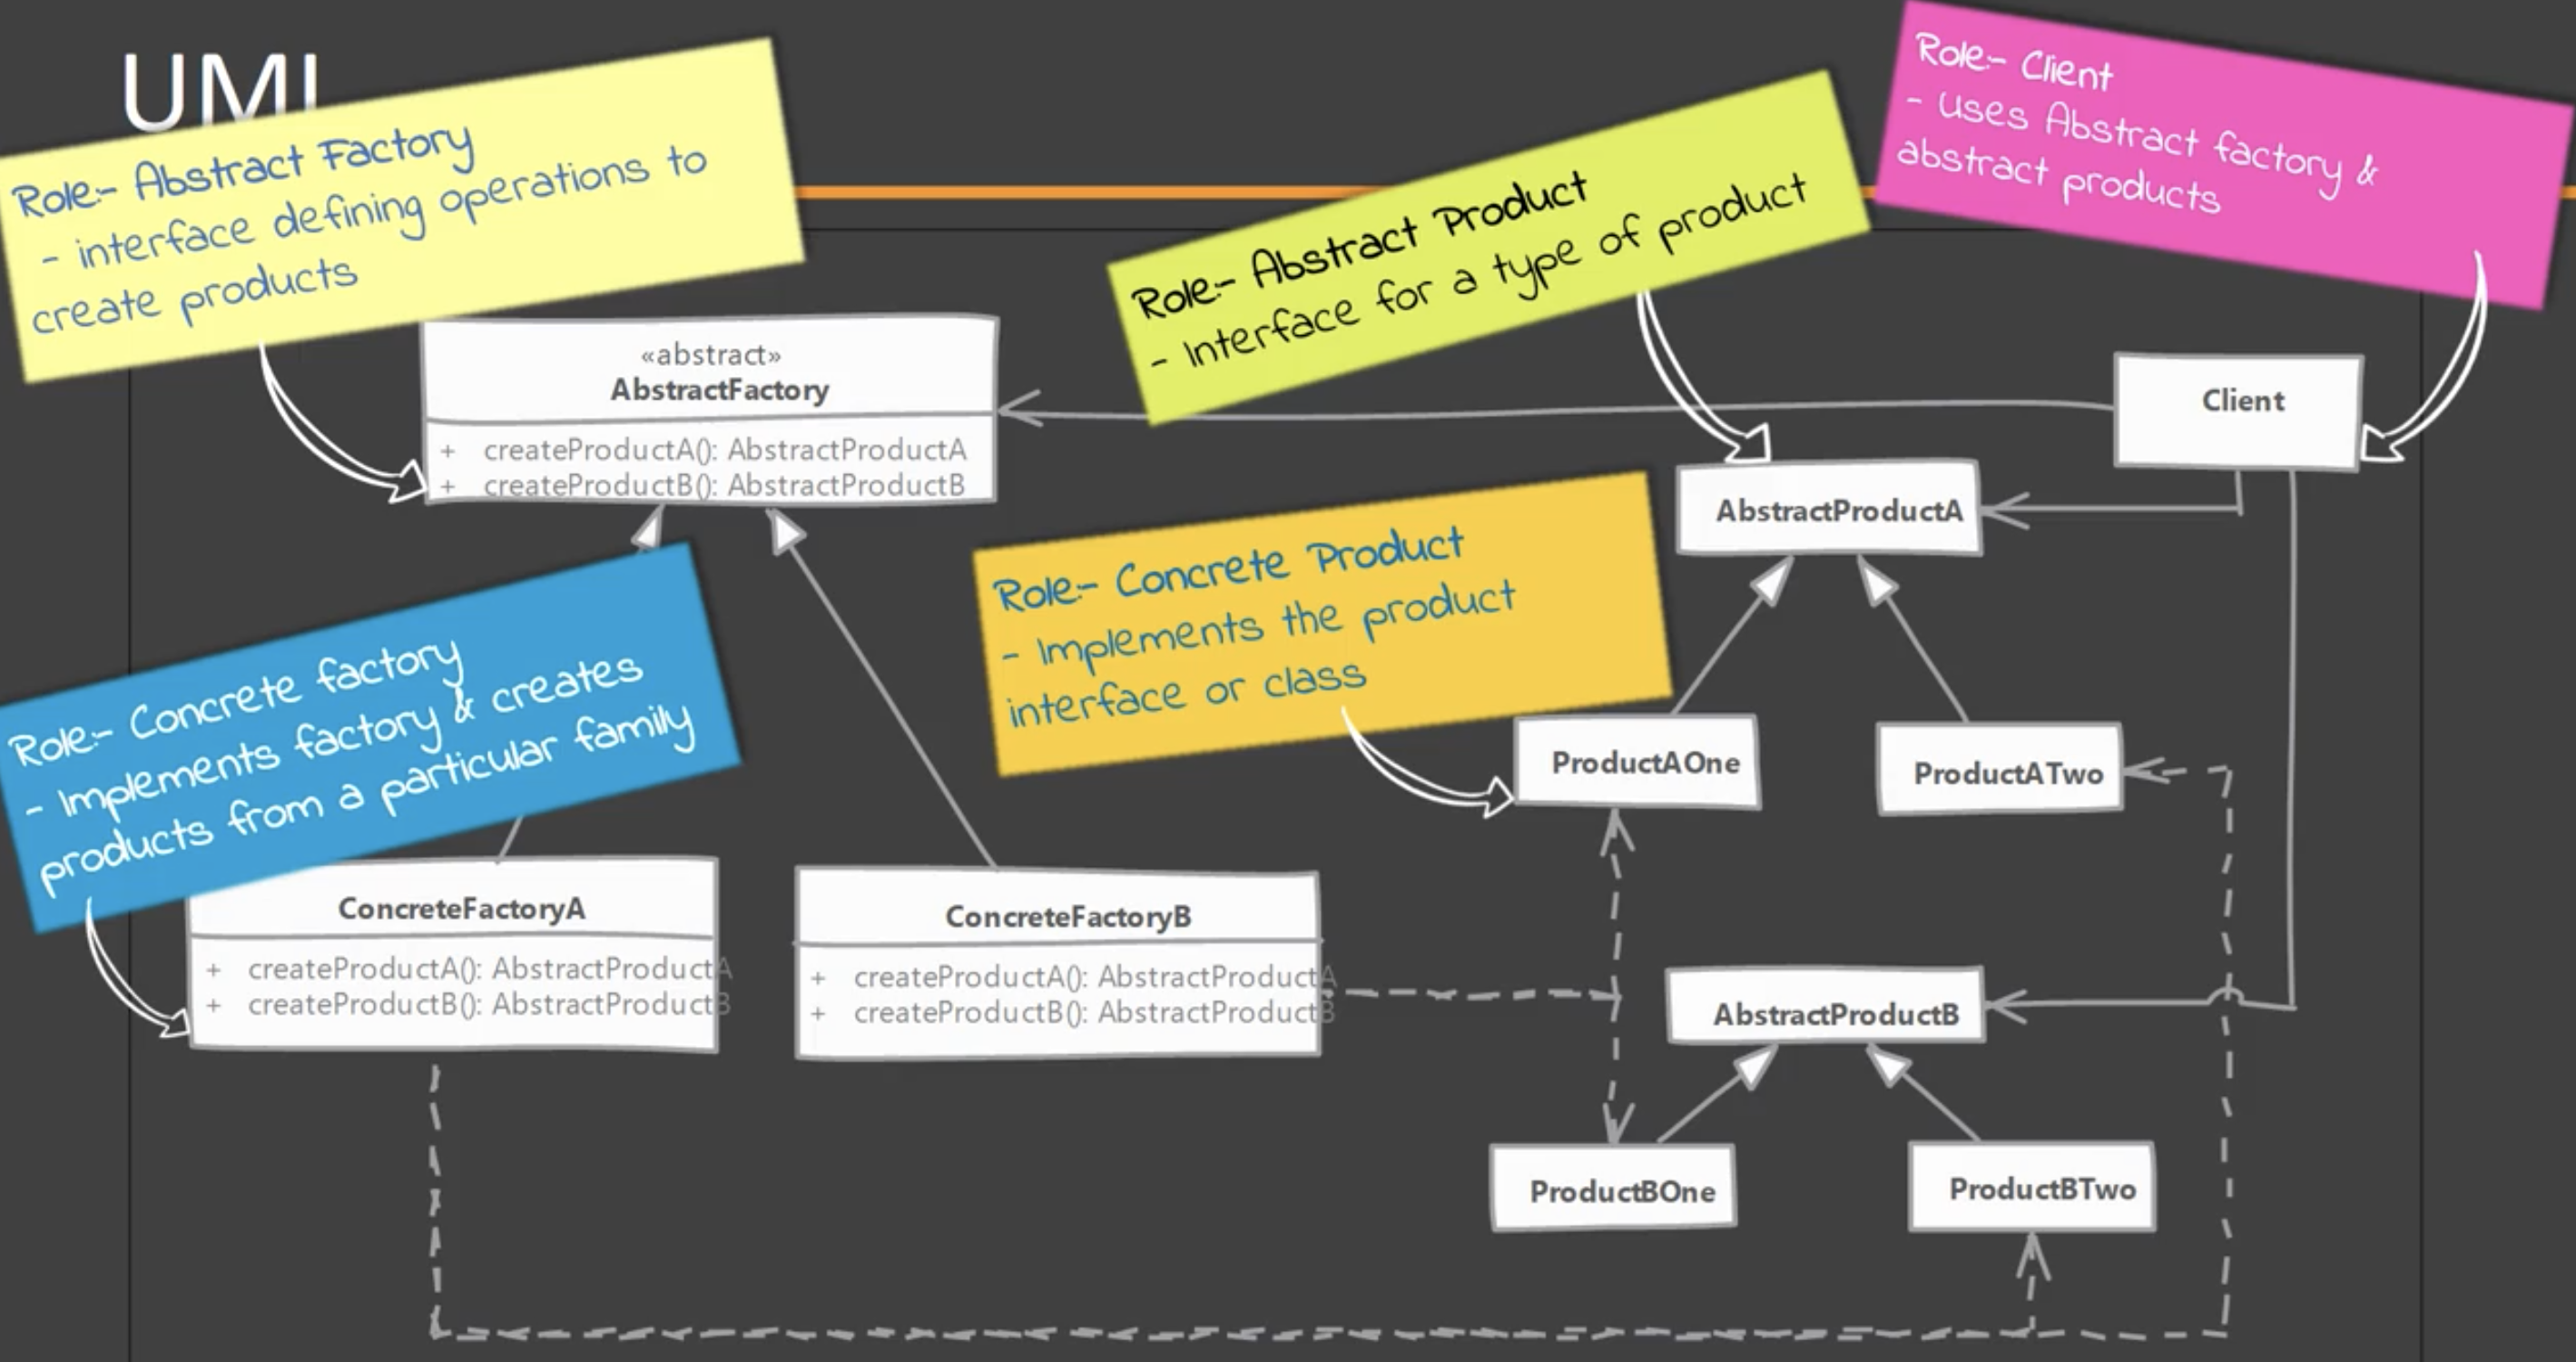 UML
Role:- Abstract Factory
- interface defining operations to
create products
Role:- Abstract Product
- Interface for a type of product
Role:- Client
- uses Abstract factory &
abstract products
«abstract»
AbstractFactory
+ createProductA(): AbstractProductA
+ createProductB(): AbstractProductB
Client
AbstractProductA
Role:- Concrete Product
- Implements the product
interface or class
Role:- Concrete factory
- Implements factory & creates
products from a particular family
ProductAOne
ProductATwo
ConcreteFactoryA
+ createProductA(): AbstractProductA
+ createProductB(): AbstractProductB
ConcreteFactoryB
+ createProductA(): AbstractProductA
+ createProductB(): AbstractProductB
AbstractProductB
ProductBOne
ProductBTwo